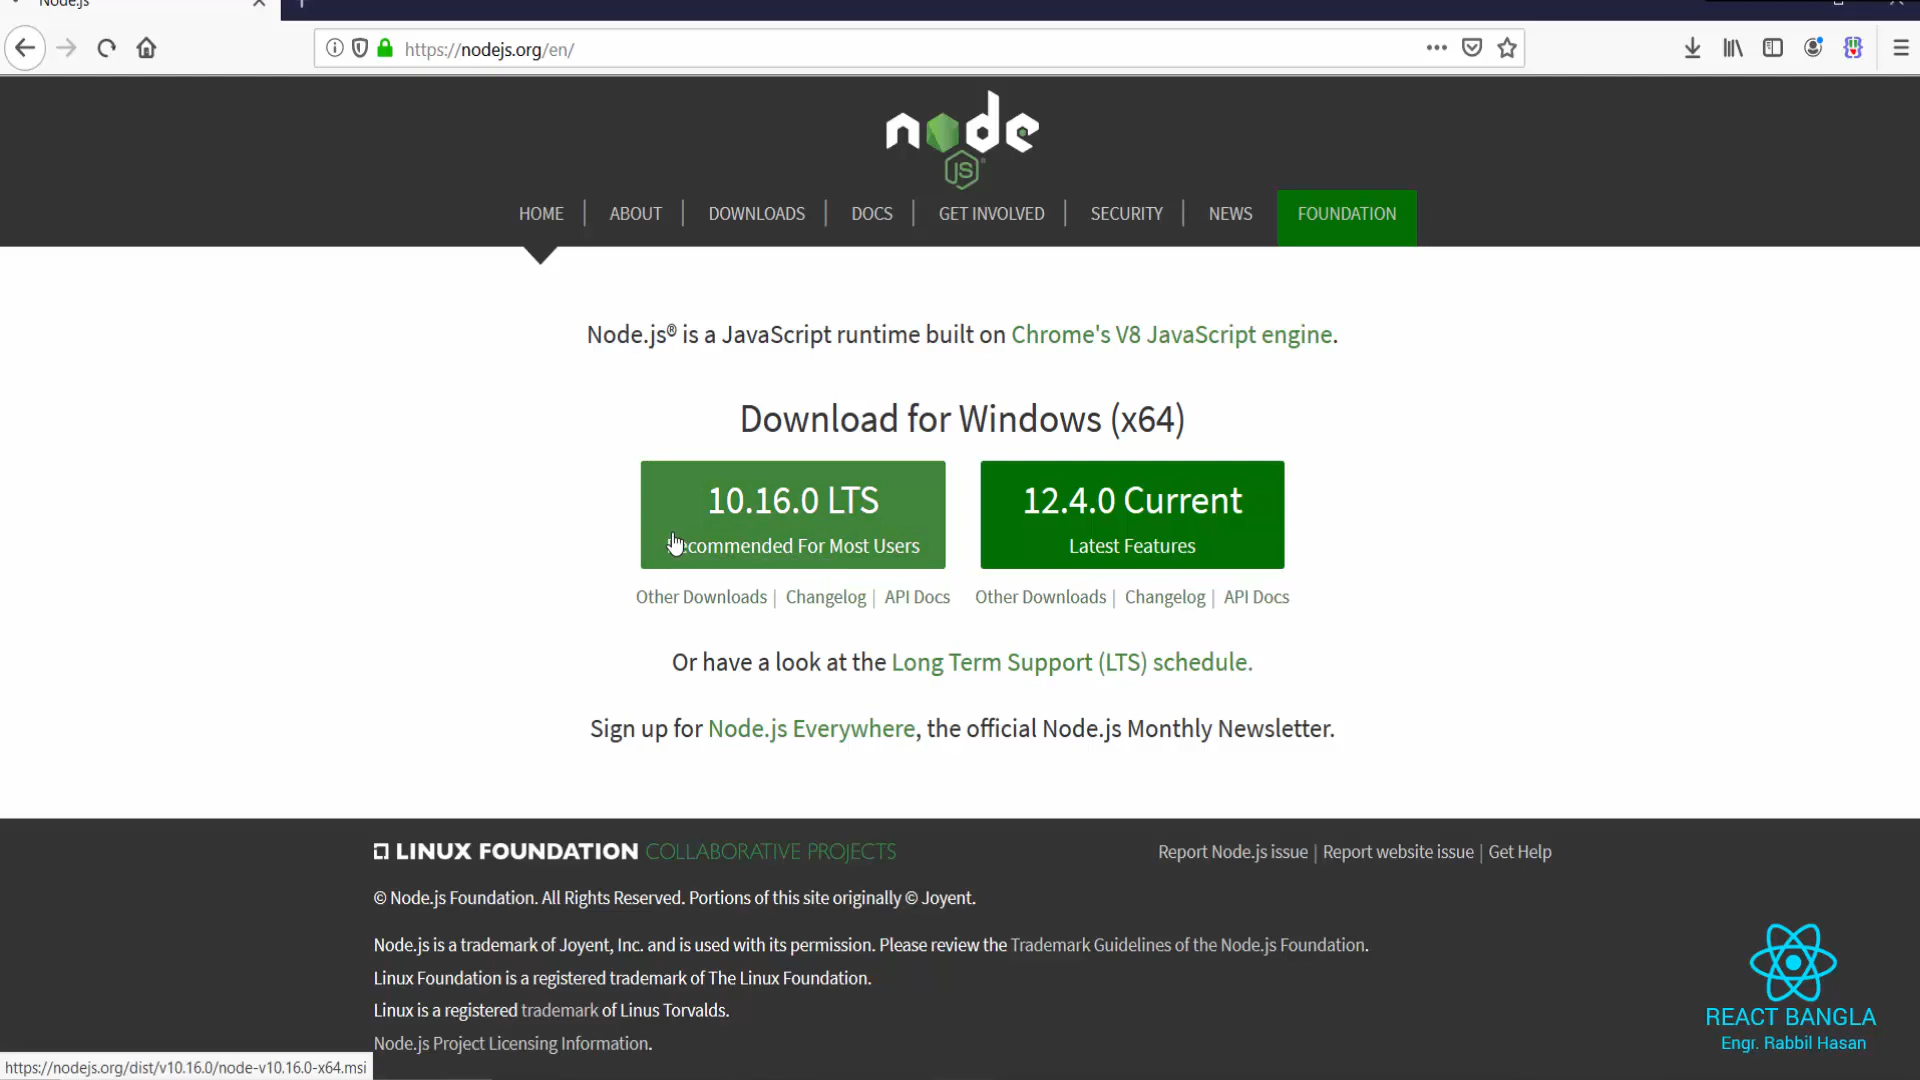 Node.js
https://nodejs.org/en/
node
JS
HOME | ABOUT | DOWNLOADS | DOCS | GET INVOLVED | SECURITY | NEWS FOUNDATION
Node.js® is a JavaScript runtime built on Chrome's V8 JavaScript engine.
Download for Windows (x64)
10.16.0 LTS
commended For Most Users
12.4.0 Current
Latest Features
Other Downloads | Changelog | API Docs
Other Downloads | Changelog | API Docs
Or have a look at the Long Term Support (LTS) schedule.
Sign up for Node.js Everywhere, the official Node.js Monthly Newsletter.
LINUX FOUNDATION COLLABORATIVE PROJECTS
Report Node.js issue | Report website issue | Get Help
© Node.js Foundation. All Rights Reserved. Portions of this site originally © Joyent.
Node.js is a trademark of Joyent, Inc. and is used with its permission. Please review the Trademark Guidelines of the Node.js Foundation.
Linux Foundation is a registered trademark of The Linux Foundation.
Linux is a registered trademark of Linus Torvalds.
Node.js Project Licensing Information.
REACT BANGLA
Engr. Rabbil Hasan
https://nodejs.org/dist/v10.16.0/node-v10.16.0-x64.msi